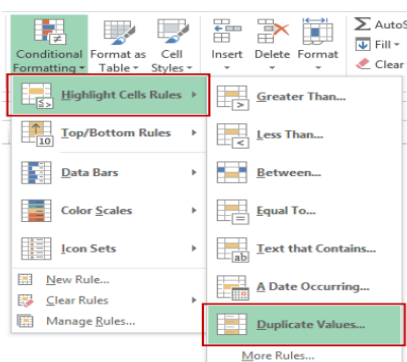 Conditional Formatting
Format as Table
Cell Styles
Insert
Delete
Format
AutoS
Fill
Clear
Highlight Cells Rules
Top/Bottom Rules
10
Data Bars
Color Scales
Icon Sets
New Rule...
Clear Rules
Manage Rules...
Greater Than...
Less Than...
Between...
Equal To...
Text that Contains...
ab
A Date Occurring...
Duplicate Values...
More Rules...